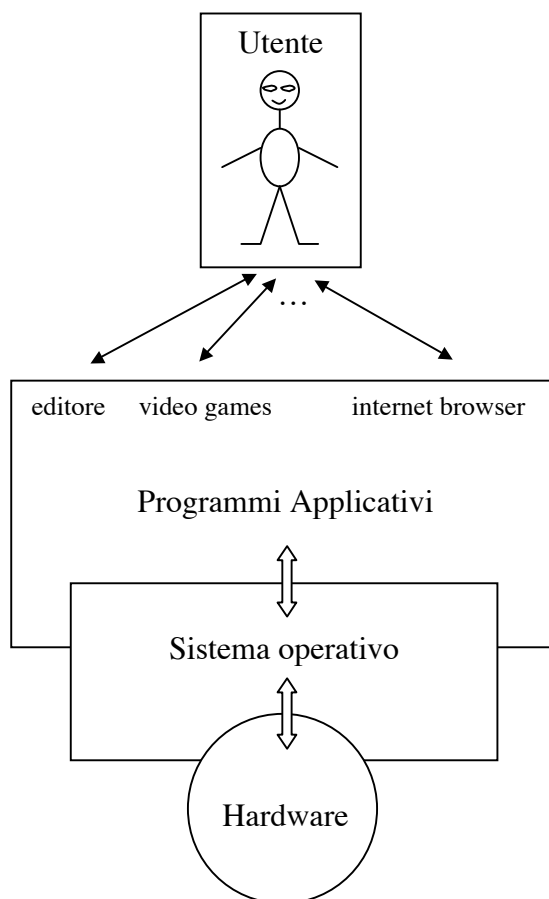 Utente
…
editore video games internet browser
Programmi Applicativi
Sistema operativo
Hardware